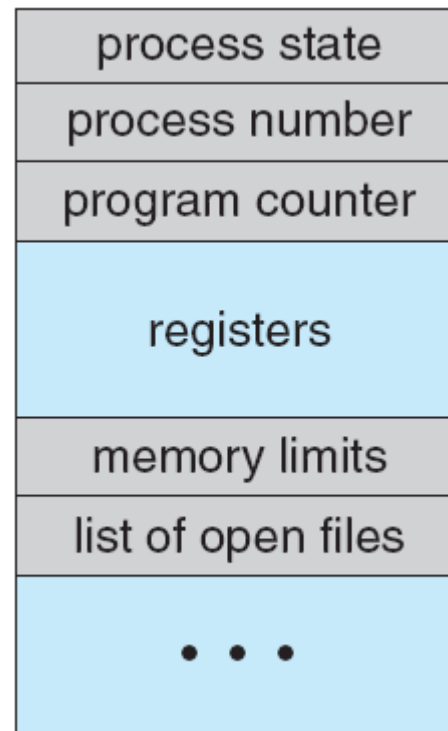 process state
process number
program counter
registers
memory limits
list of open files
• • •